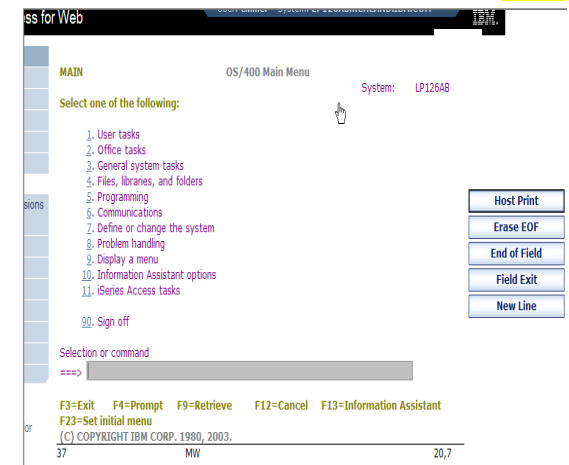 ess for Web
IBM.
MAIN OS/400 Main Menu
System: LP126AB
Select one of the following:
1. User tasks
2. Office tasks
3. General system tasks
4. Files, libraries, and folders
5. Programming
6. Communications
7. Define or change the system
8. Problem handling
9. Display a menu
10. Information Assistant options
11. iSeries Access tasks
90. Sign off
Selection or command
===>
F3=Exit F4=Prompt F9=Retrieve F12=Cancel F13=Information Assistant
F23=Set initial menu
(C) COPYRIGHT IBM CORP. 1980, 2003.
37 MW 20,7
sions
or
Host Print
Erase EOF
End of Field
Field Exit
New Line